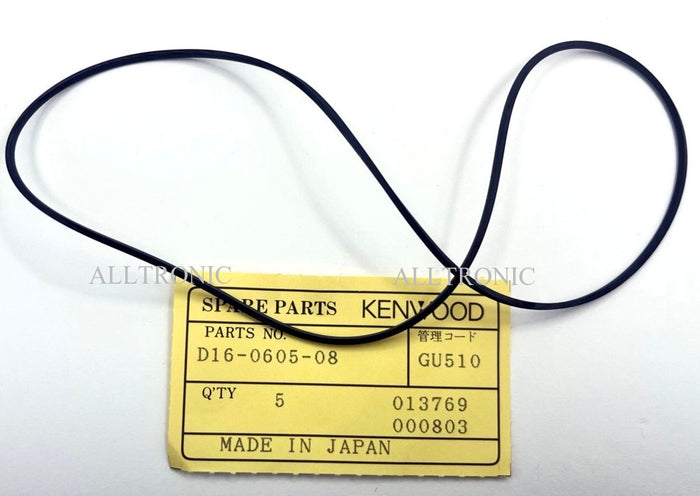 ALLTRONIC ALLTRONIC
SPARE PARTS KENWOOD
PARTS NO. 管理コード
D16-0605-08 GU510
Q'TY 5 013769
000803
MADE IN JAPAN